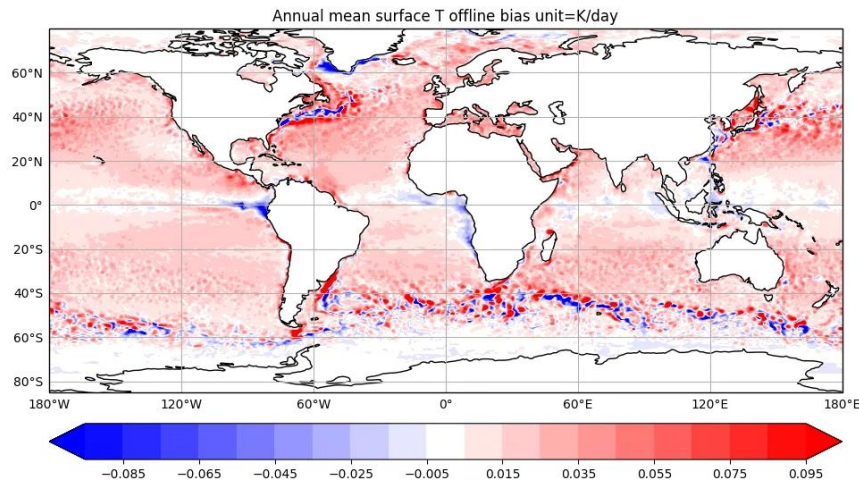 Annual mean surface T offline bias unit=K/day
60°N
40°N
20°N
0°
20°S
40°S
60°S
80°S
180°W 120°W 60°W 0° 60°E 120°E 180°E
−0.085 −0.065 −0.045 −0.025 −0.005 0.015 0.035 0.055 0.075 0.095